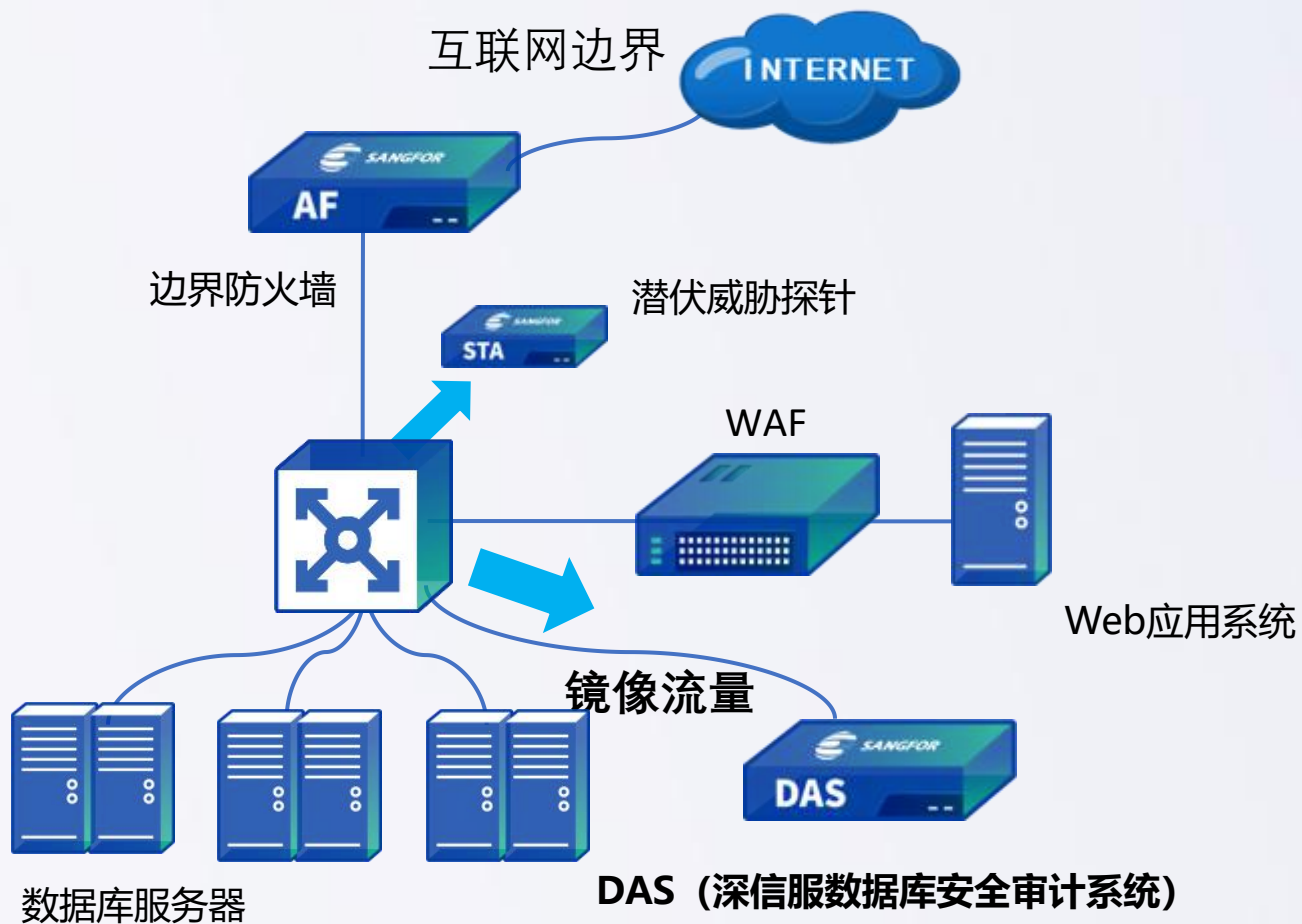 互联网边界
INTERNET
SANGFOR
AF
边界防火墙
潜伏威胁探针
SANGFOR
STA
WAF
Web应用系统
镜像流量
SANGFOR
DAS
数据库服务器
DAS（深信服数据库安全审计系统）